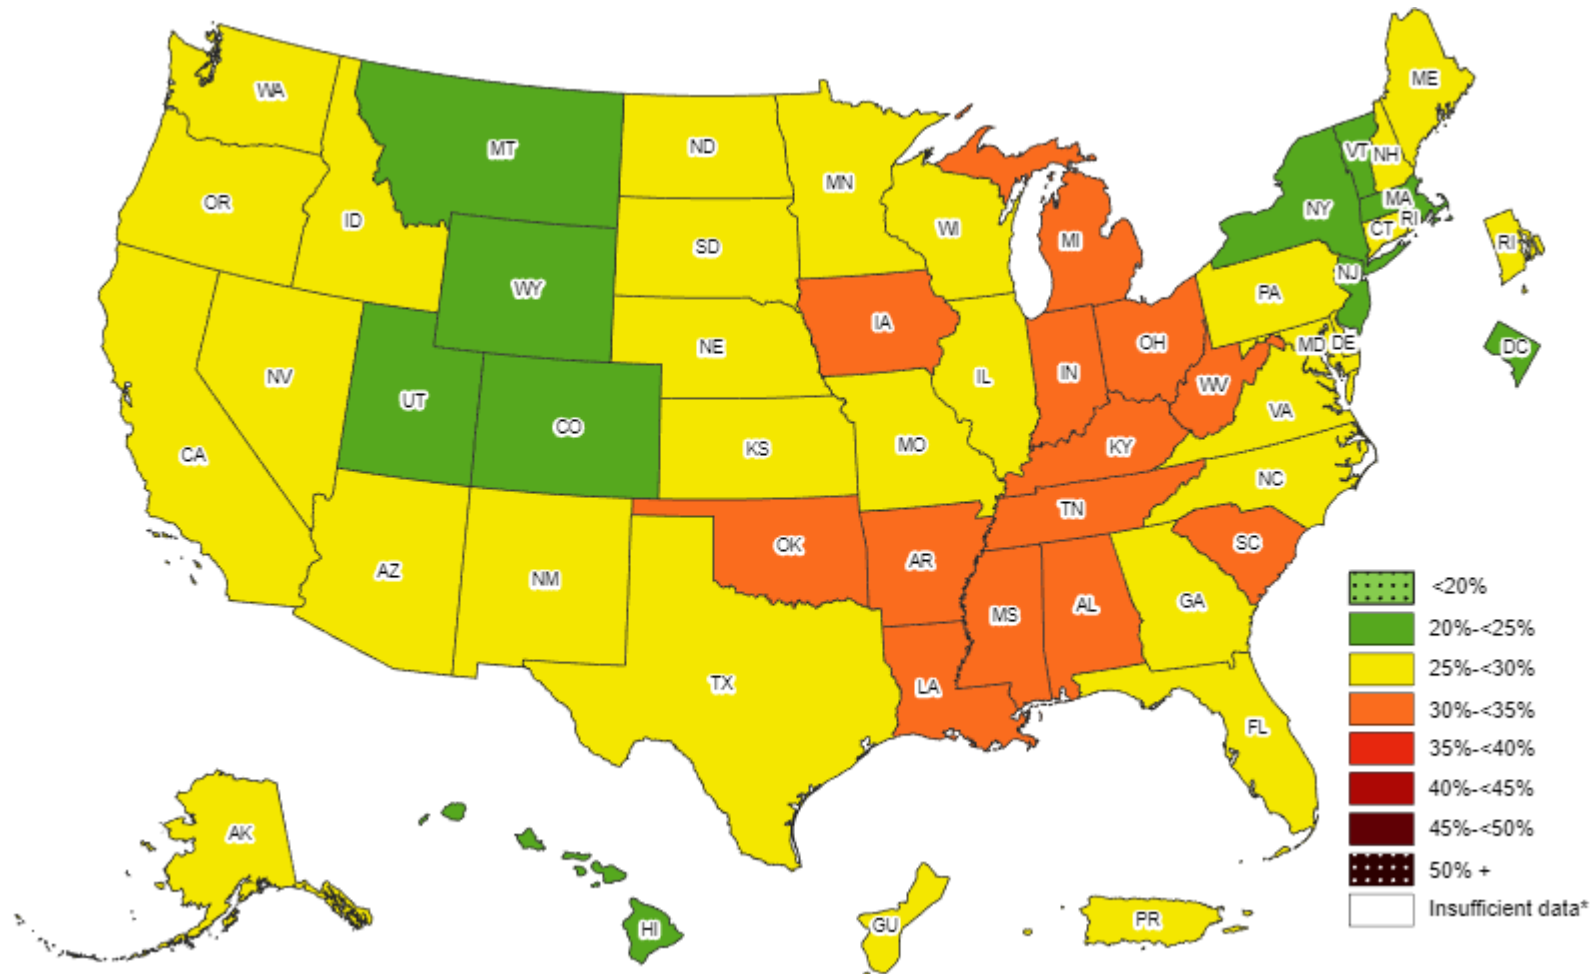 WA
MT
ND
MN
ME
VT
NH
OR
ID
SD
WI
MI
NY
MA
RI
CT
RI
WY
NE
IA
PA
NJ
NV
UT
CO
KS
MO
IL
IN
OH
WV
MD
DE
DC
CA
KY
VA
AZ
NM
OK
AR
TN
NC
SC
MS
AL
GA
TX
LA
FL
AK
HI
GU
PR
<20%
20%-<25%
25%-<30%
30%-<35%
35%-<40%
40%-<45%
45%-<50%
50% +
Insufficient data*